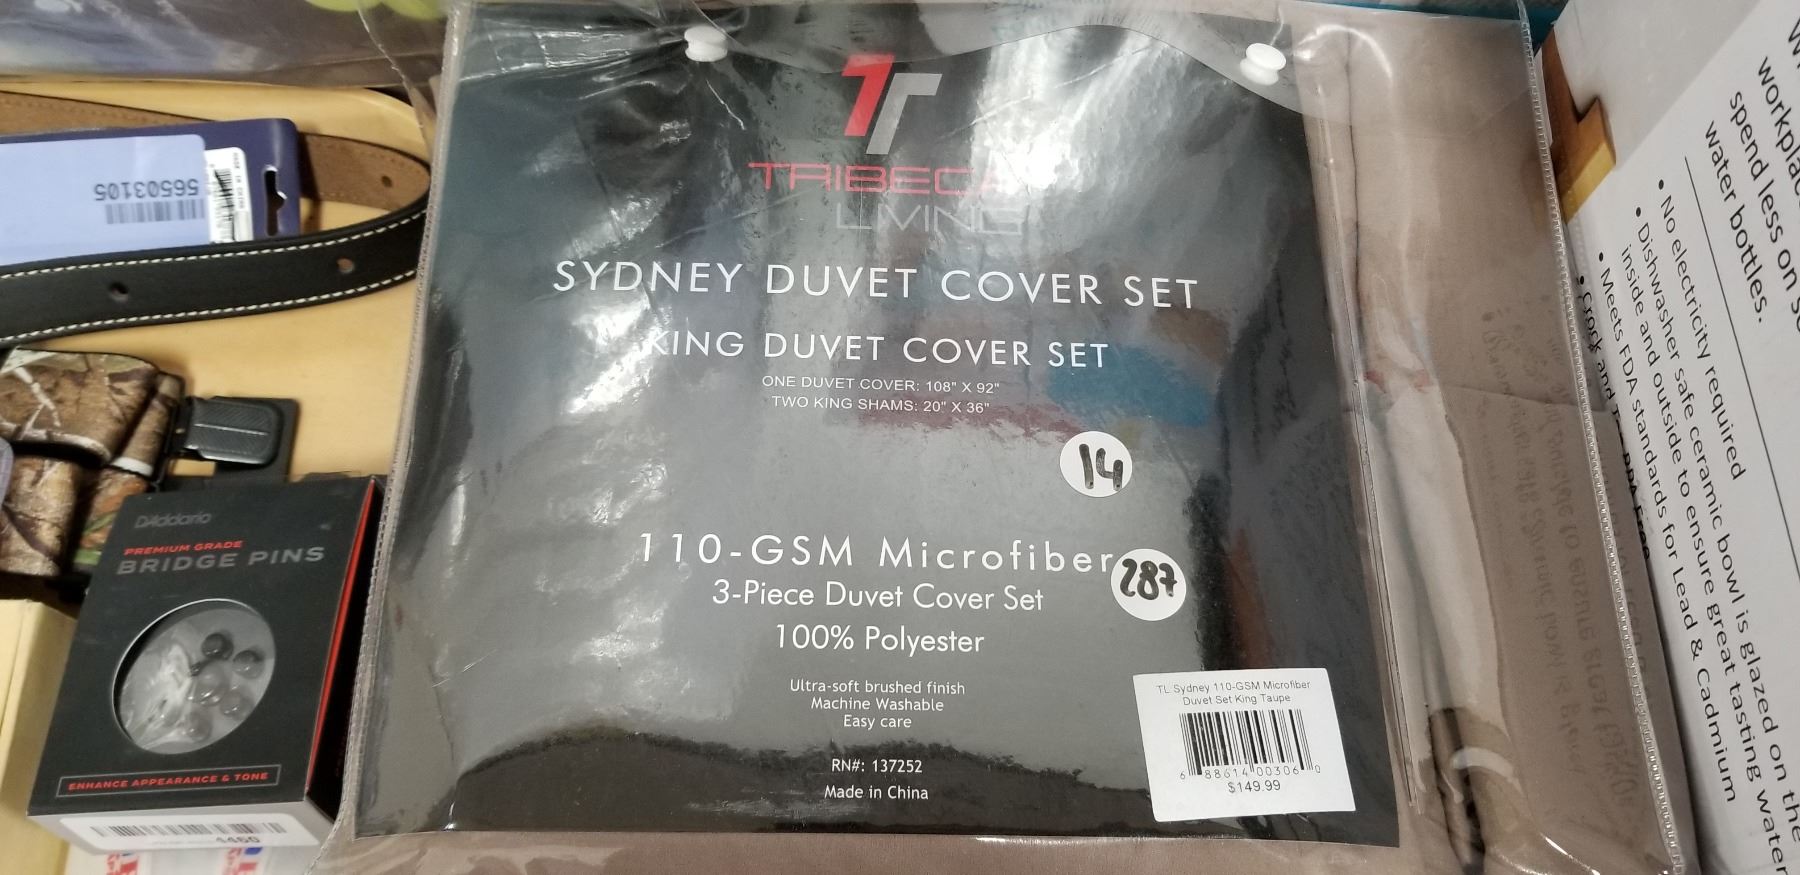 TRIBECA
LIVING
SYDNEY DUVET COVER SET
KING DUVET COVER SET
ONE DUVET COVER: 108" X 92"
TWO KING SHAMS: 20" X 36"
14
110-GSM Microfiber
287
3-Piece Duvet Cover Set
100% Polyester
Ultra-soft brushed finish
Machine Washable
Easy care
RN#: 137252
Made in China
TL Sydney 110-GSM Microfiber
Duvet Set King Taupe
6 88614 00306 0
$149.99
56503105
D'Addario
PREMIUM GRADE
BRIDGE PINS
ENHANCE APPEARANCE & TONE
4460
spend less on
water bottles.
• No electricity required
• Dishwasher safe ceramic bowl is glazed on the
inside and outside to ensure great tasting water
• Meets FDA standards for Lead & Cadmium
• Crock and